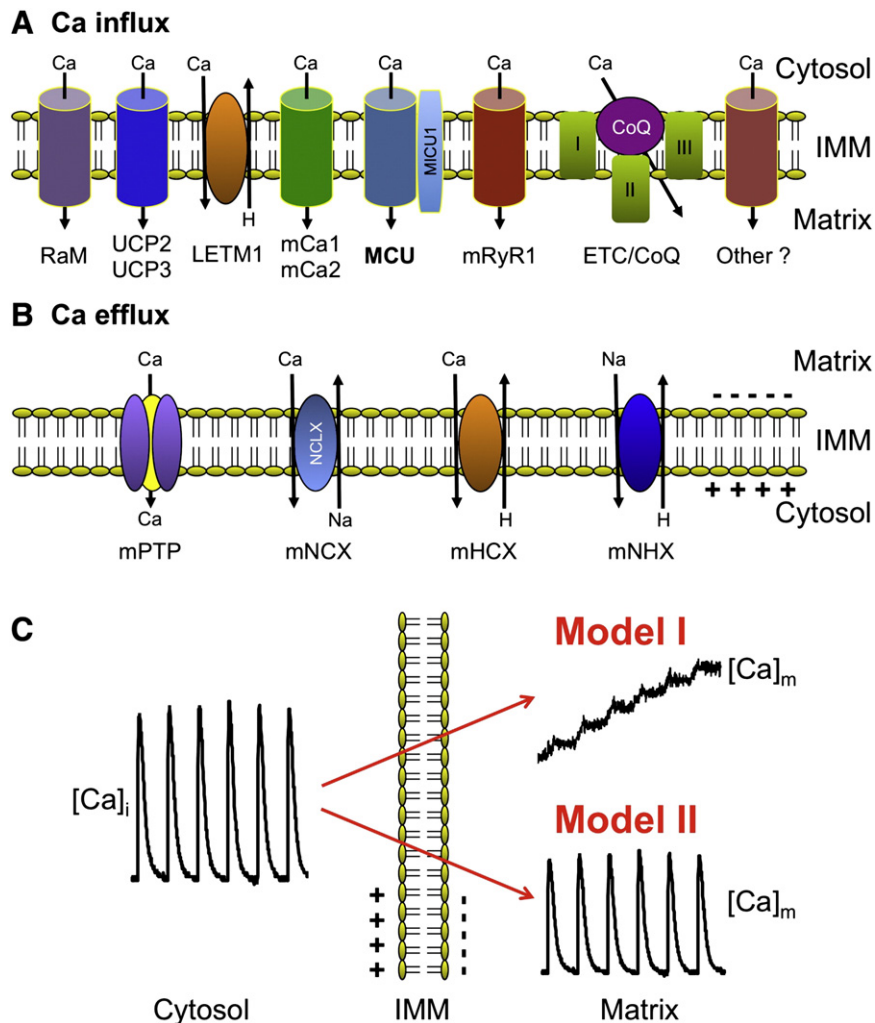 A Ca influx
Ca Ca Ca Ca Ca Ca Ca Ca Cytosol
MICU1 I CoQ II III IMM
H Matrix
RaM UCP2 UCP3 LETM1 mCa1 mCa2 MCU mRyR1 ETC/CoQ Other ?
B Ca efflux
Ca Ca Ca Na Matrix
- - - - -
NCLX IMM
+ + + +
Ca Na H H Cytosol
mPTP mNCX mHCX mNHX
C
Model I
[Ca]m
[Ca]i
Model II
[Ca]m
+ + + +
- - - - -
Cytosol IMM Matrix